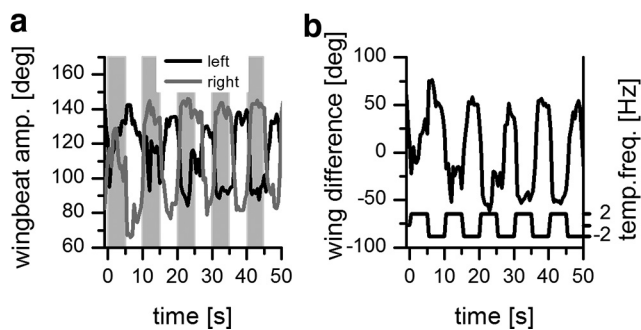 a
wingbeat amp. [deg]
160
140
120
100
80
60
left
right
0 10 20 30 40 50
time [s]
b
wing difference [deg]
100
50
0
-50
-100
0 10 20 30 40 50
time [s]
2
-2
temp.freq. [Hz]